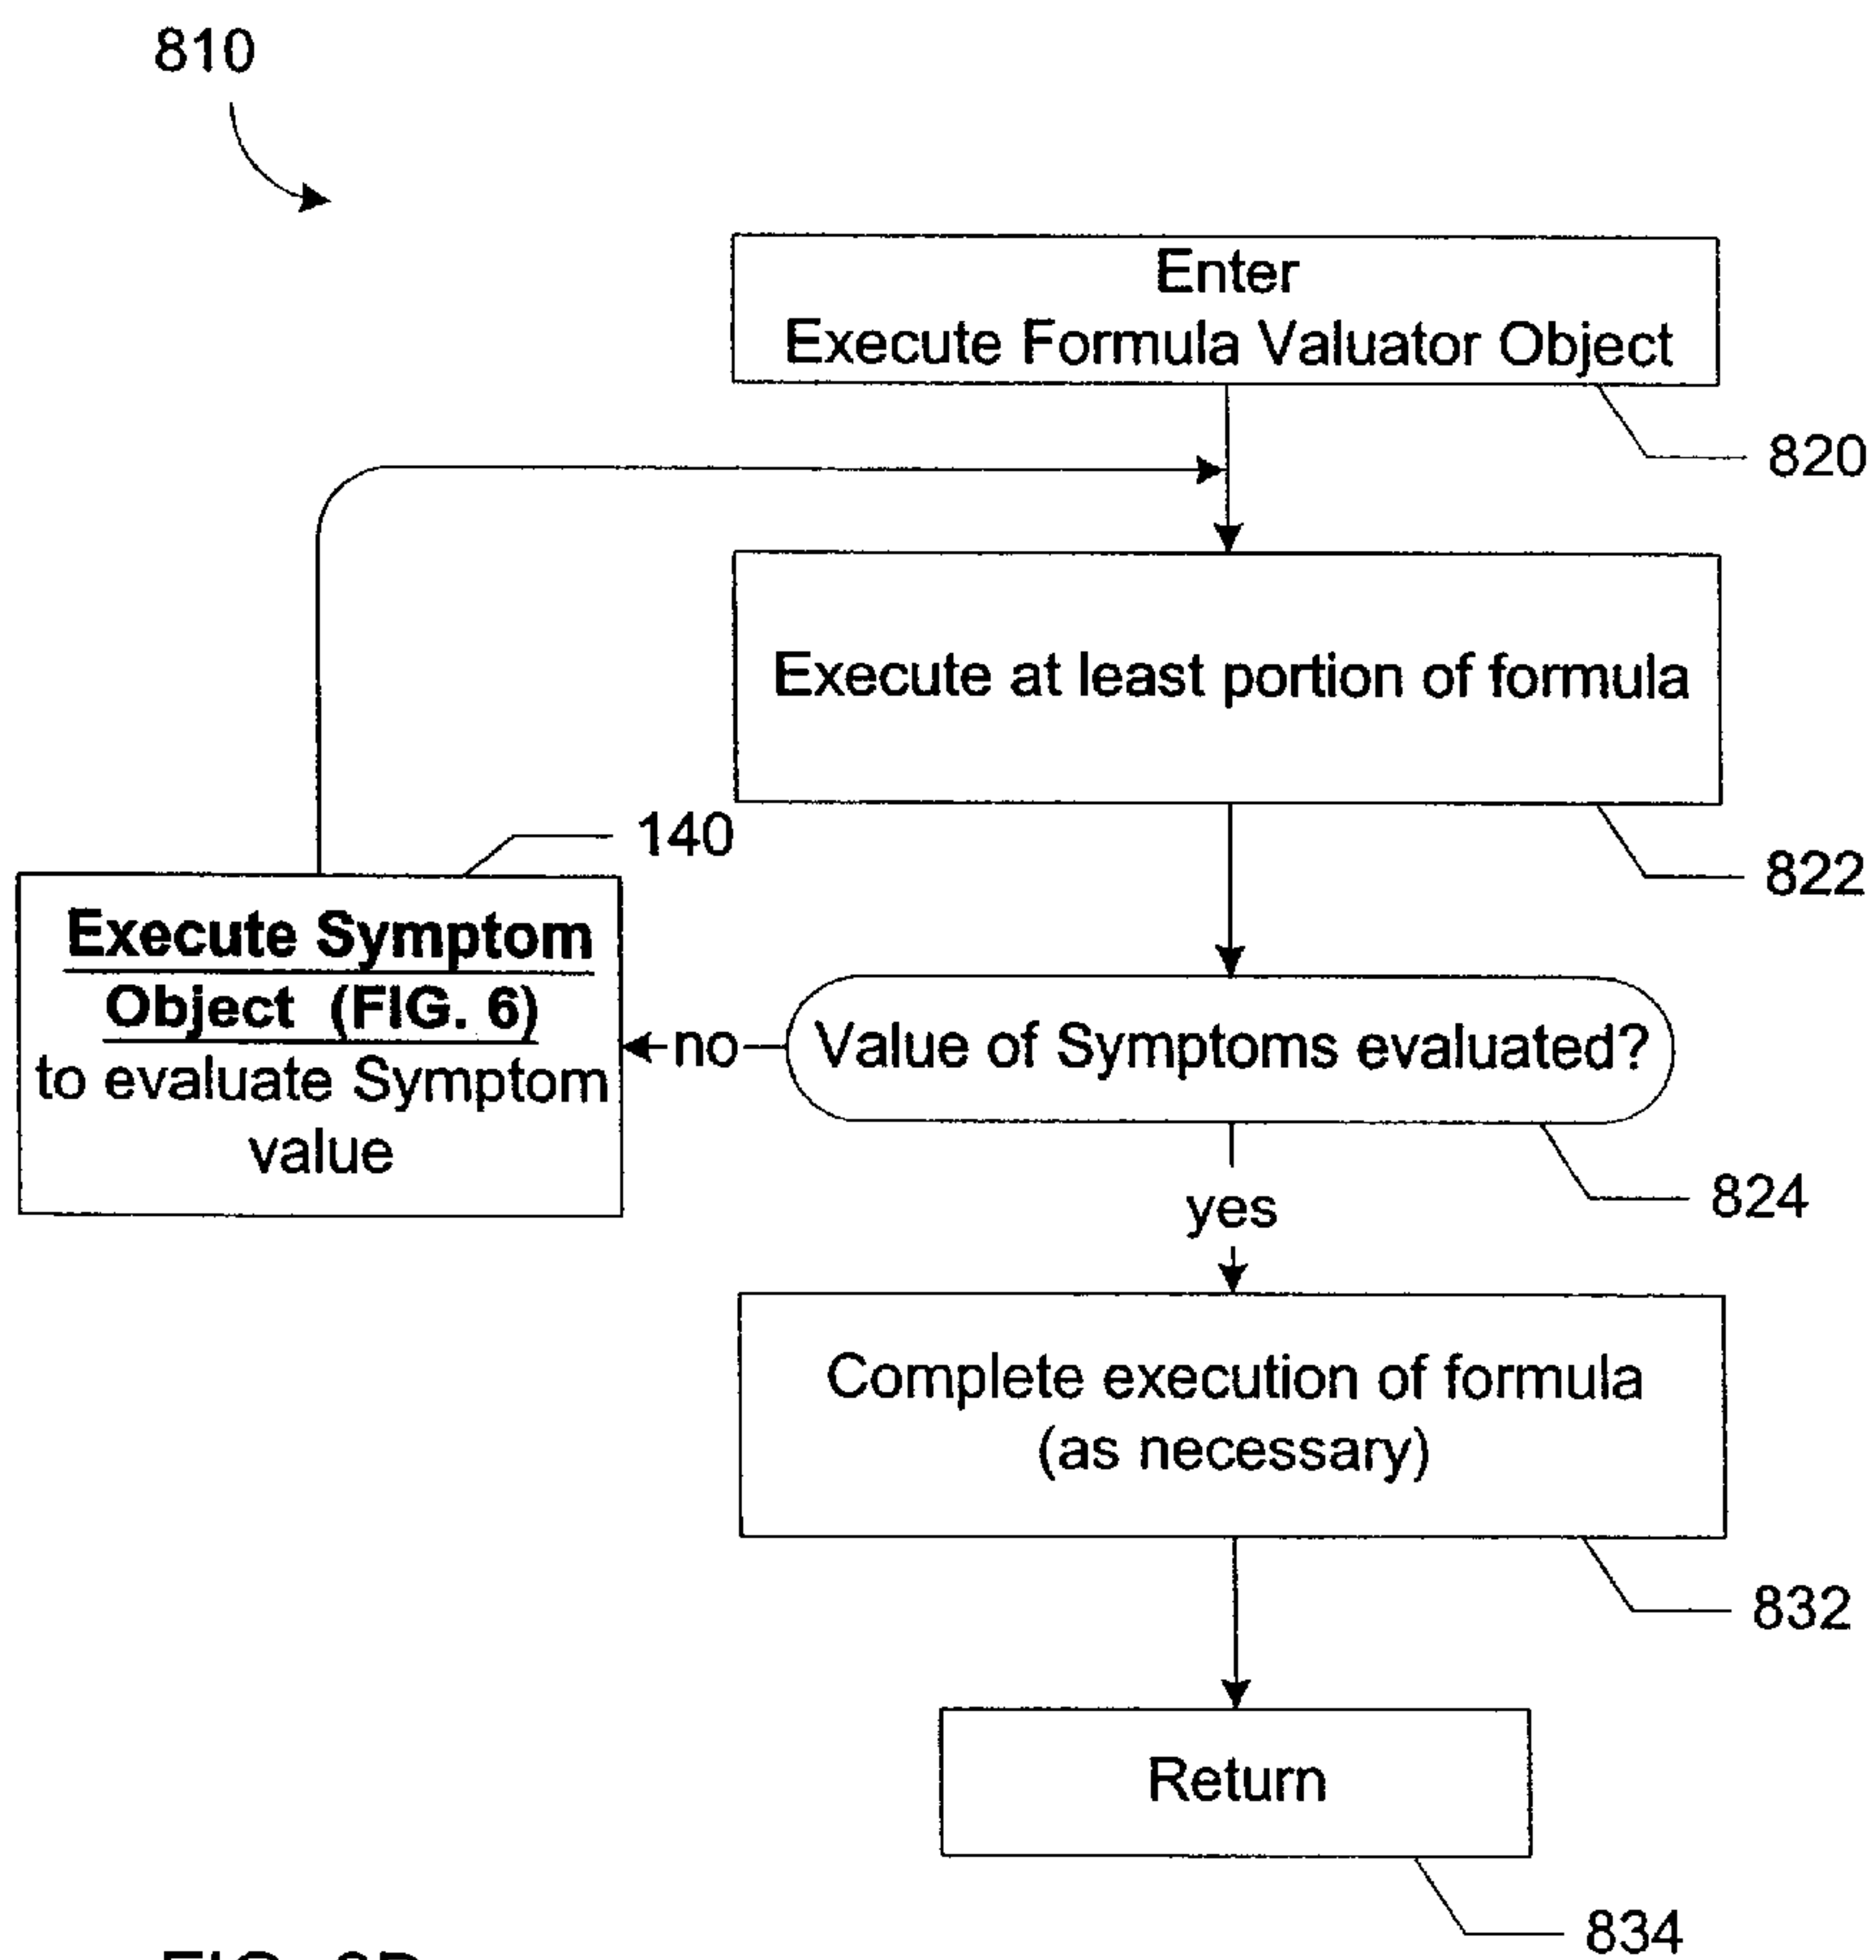 810
Enter
Execute Formula Valuator Object
820
Execute at least portion of formula
822
140
Execute Symptom
Object (FIG. 6)
to evaluate Symptom
value
no
Value of Symptoms evaluated?
824
yes
Complete execution of formula
(as necessary)
832
Return
834
FIG.